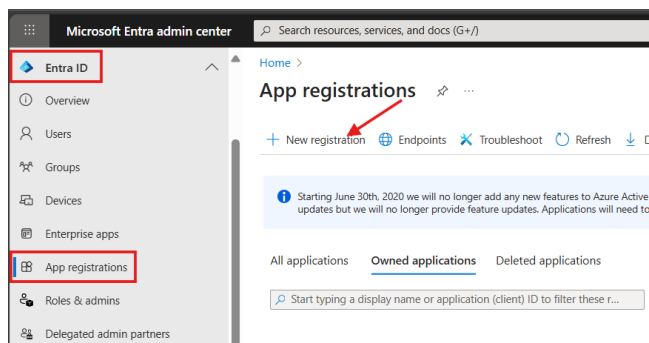 Microsoft Entra admin center
Search resources, services, and docs (G+/)
Entra ID
Overview
Users
Groups
Devices
Enterprise apps
App registrations
Roles & admins
Delegated admin partners
Home >
App registrations
New registration Endpoints Troubleshoot Refresh
Starting June 30th, 2020 we will no longer add any new features to Azure Active
updates but we will no longer provide feature updates. Applications will need to
All applications Owned applications Deleted applications
Start typing a display name or application (client) ID to filter these r...